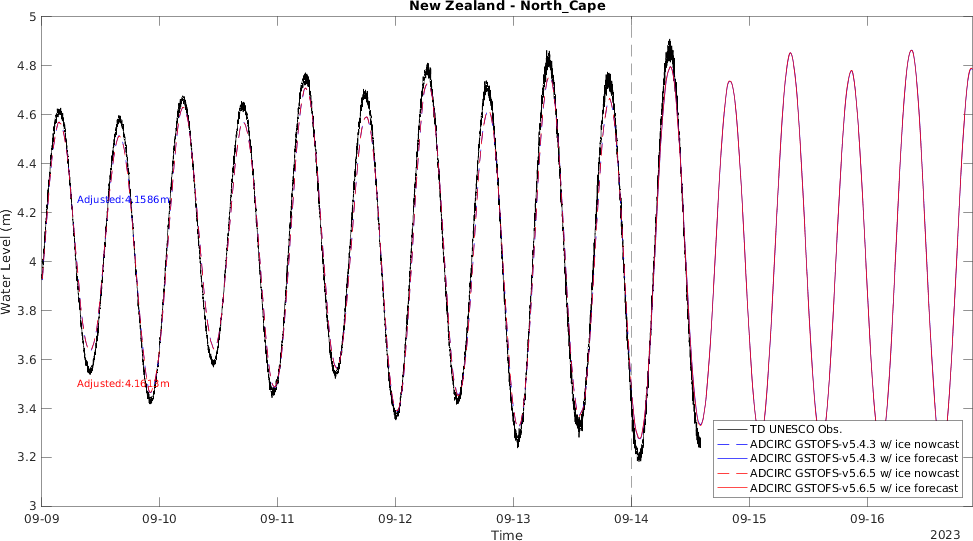 New Zealand - North_Cape
Water Level (m)
5
4.8
4.6
4.4
4.2
4
3.8
3.6
3.4
3.2
3
Adjusted:4.1586m
Adjusted:4.1613m
TD UNESCO Obs.
ADCIRC GSTOFS-v5.4.3 w/ ice nowcast
ADCIRC GSTOFS-v5.4.3 w/ ice forecast
ADCIRC GSTOFS-v5.6.5 w/ ice nowcast
ADCIRC GSTOFS-v5.6.5 w/ ice forecast
09-09 09-10 09-11 09-12 09-13 09-14 09-15 09-16
Time
2023